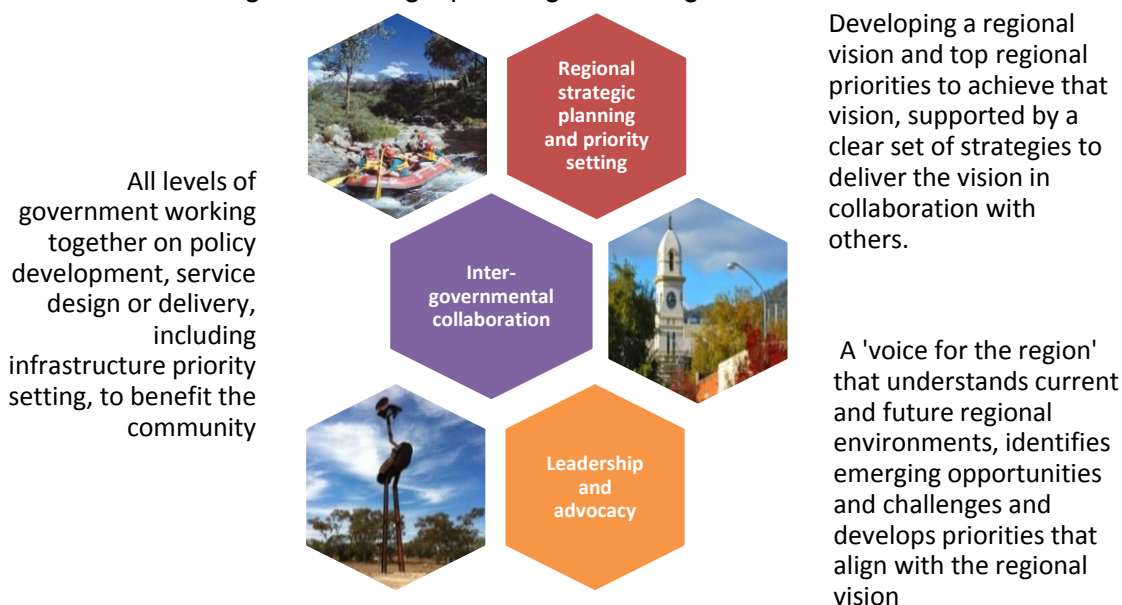 Regional
strategic
planning
and priority
setting
Developing a regional
vision and top regional
priorities to achieve that
vision, supported by a
clear set of strategies to
deliver the vision in
collaboration with
others.
All levels of
government working
together on policy
development, service
design or delivery,
including
infrastructure priority
setting, to benefit the
community
Inter-
governmental
collaboration
Leadership
and
advocacy
A 'voice for the region'
that understands current
and future regional
environments, identifies
emerging opportunities
and challenges and
develops priorities that
align with the regional
vision